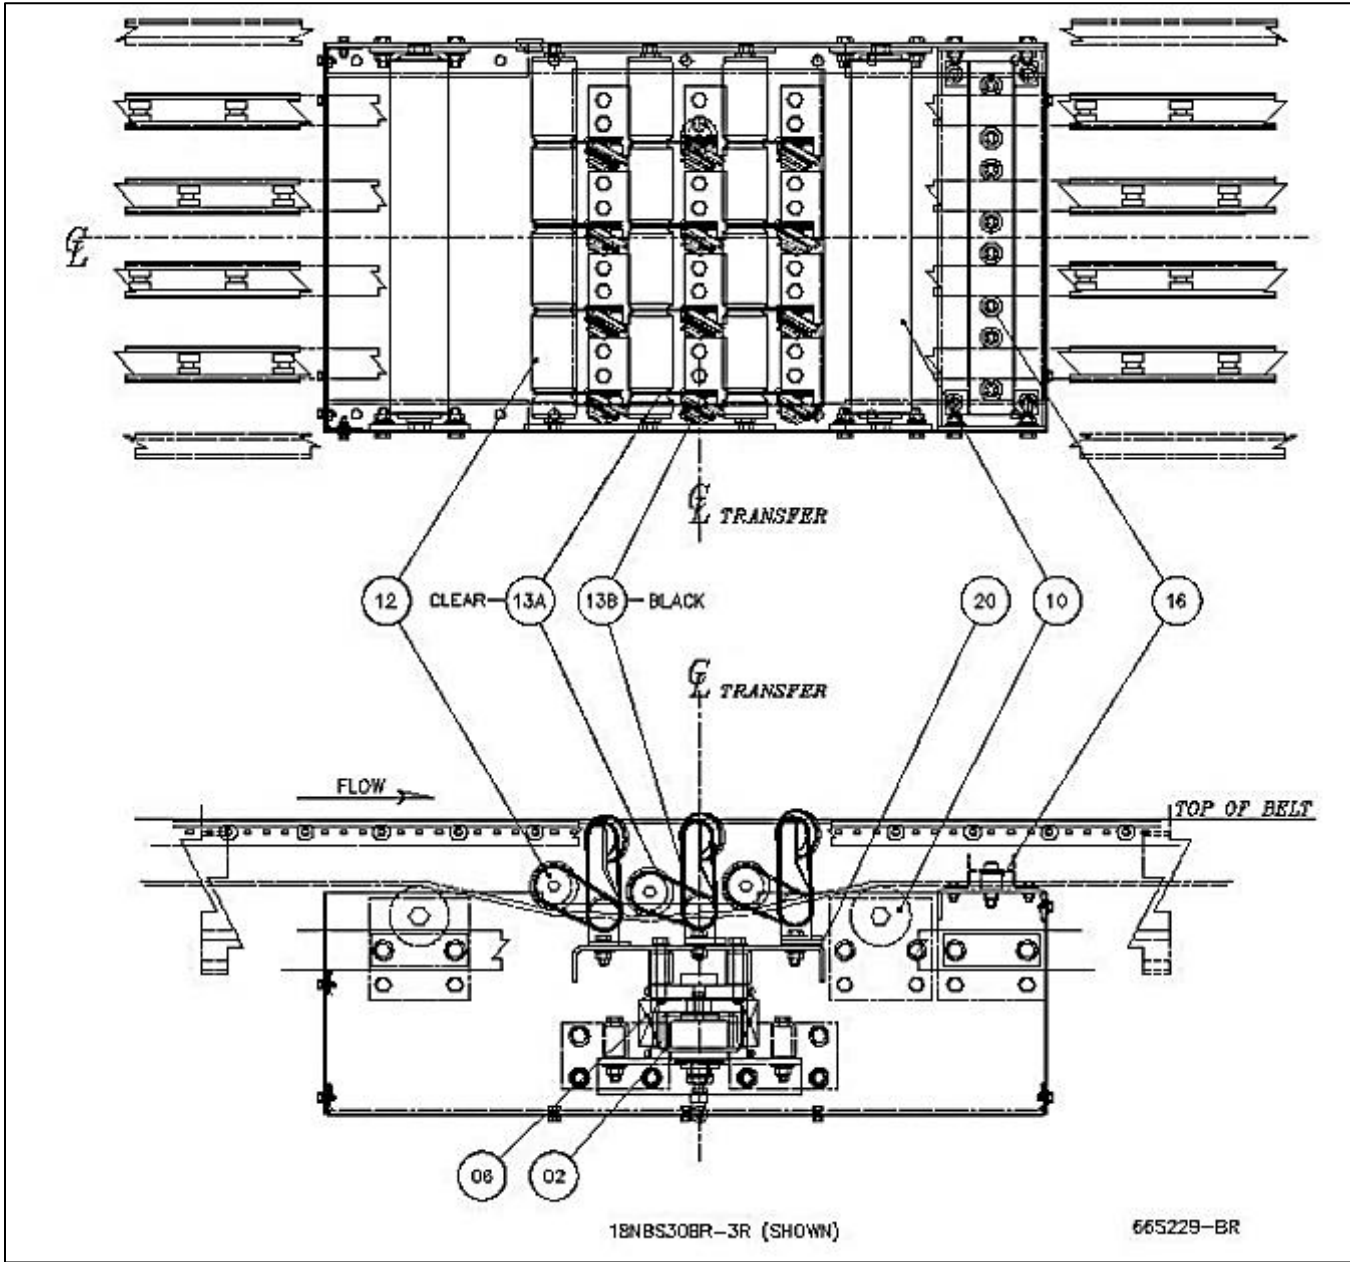 CL
CL TRANSFER
12 CLEAR 13A 13B BLACK 20 10 16
CL TRANSFER
FLOW
TOP OF BELT
06 02
18NBS30BR-3R (SHOWN)
66S229-BR